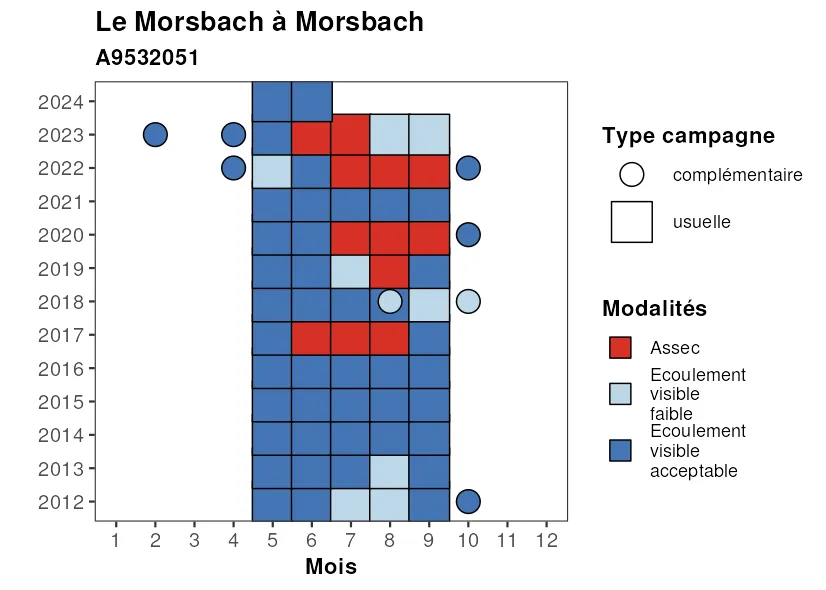 Le Morsbach à Morsbach
A9532051
2024
2023
2022
2021
2020
2019
2018
2017
2016
2015
2014
2013
2012
1 2 3 4 5 6 7 8 9 10 11 12
Mois
Type campagne
complémentaire
usuelle
Modalités
Assec
Ecoulement
visible
faible
Ecoulement
visible
acceptable